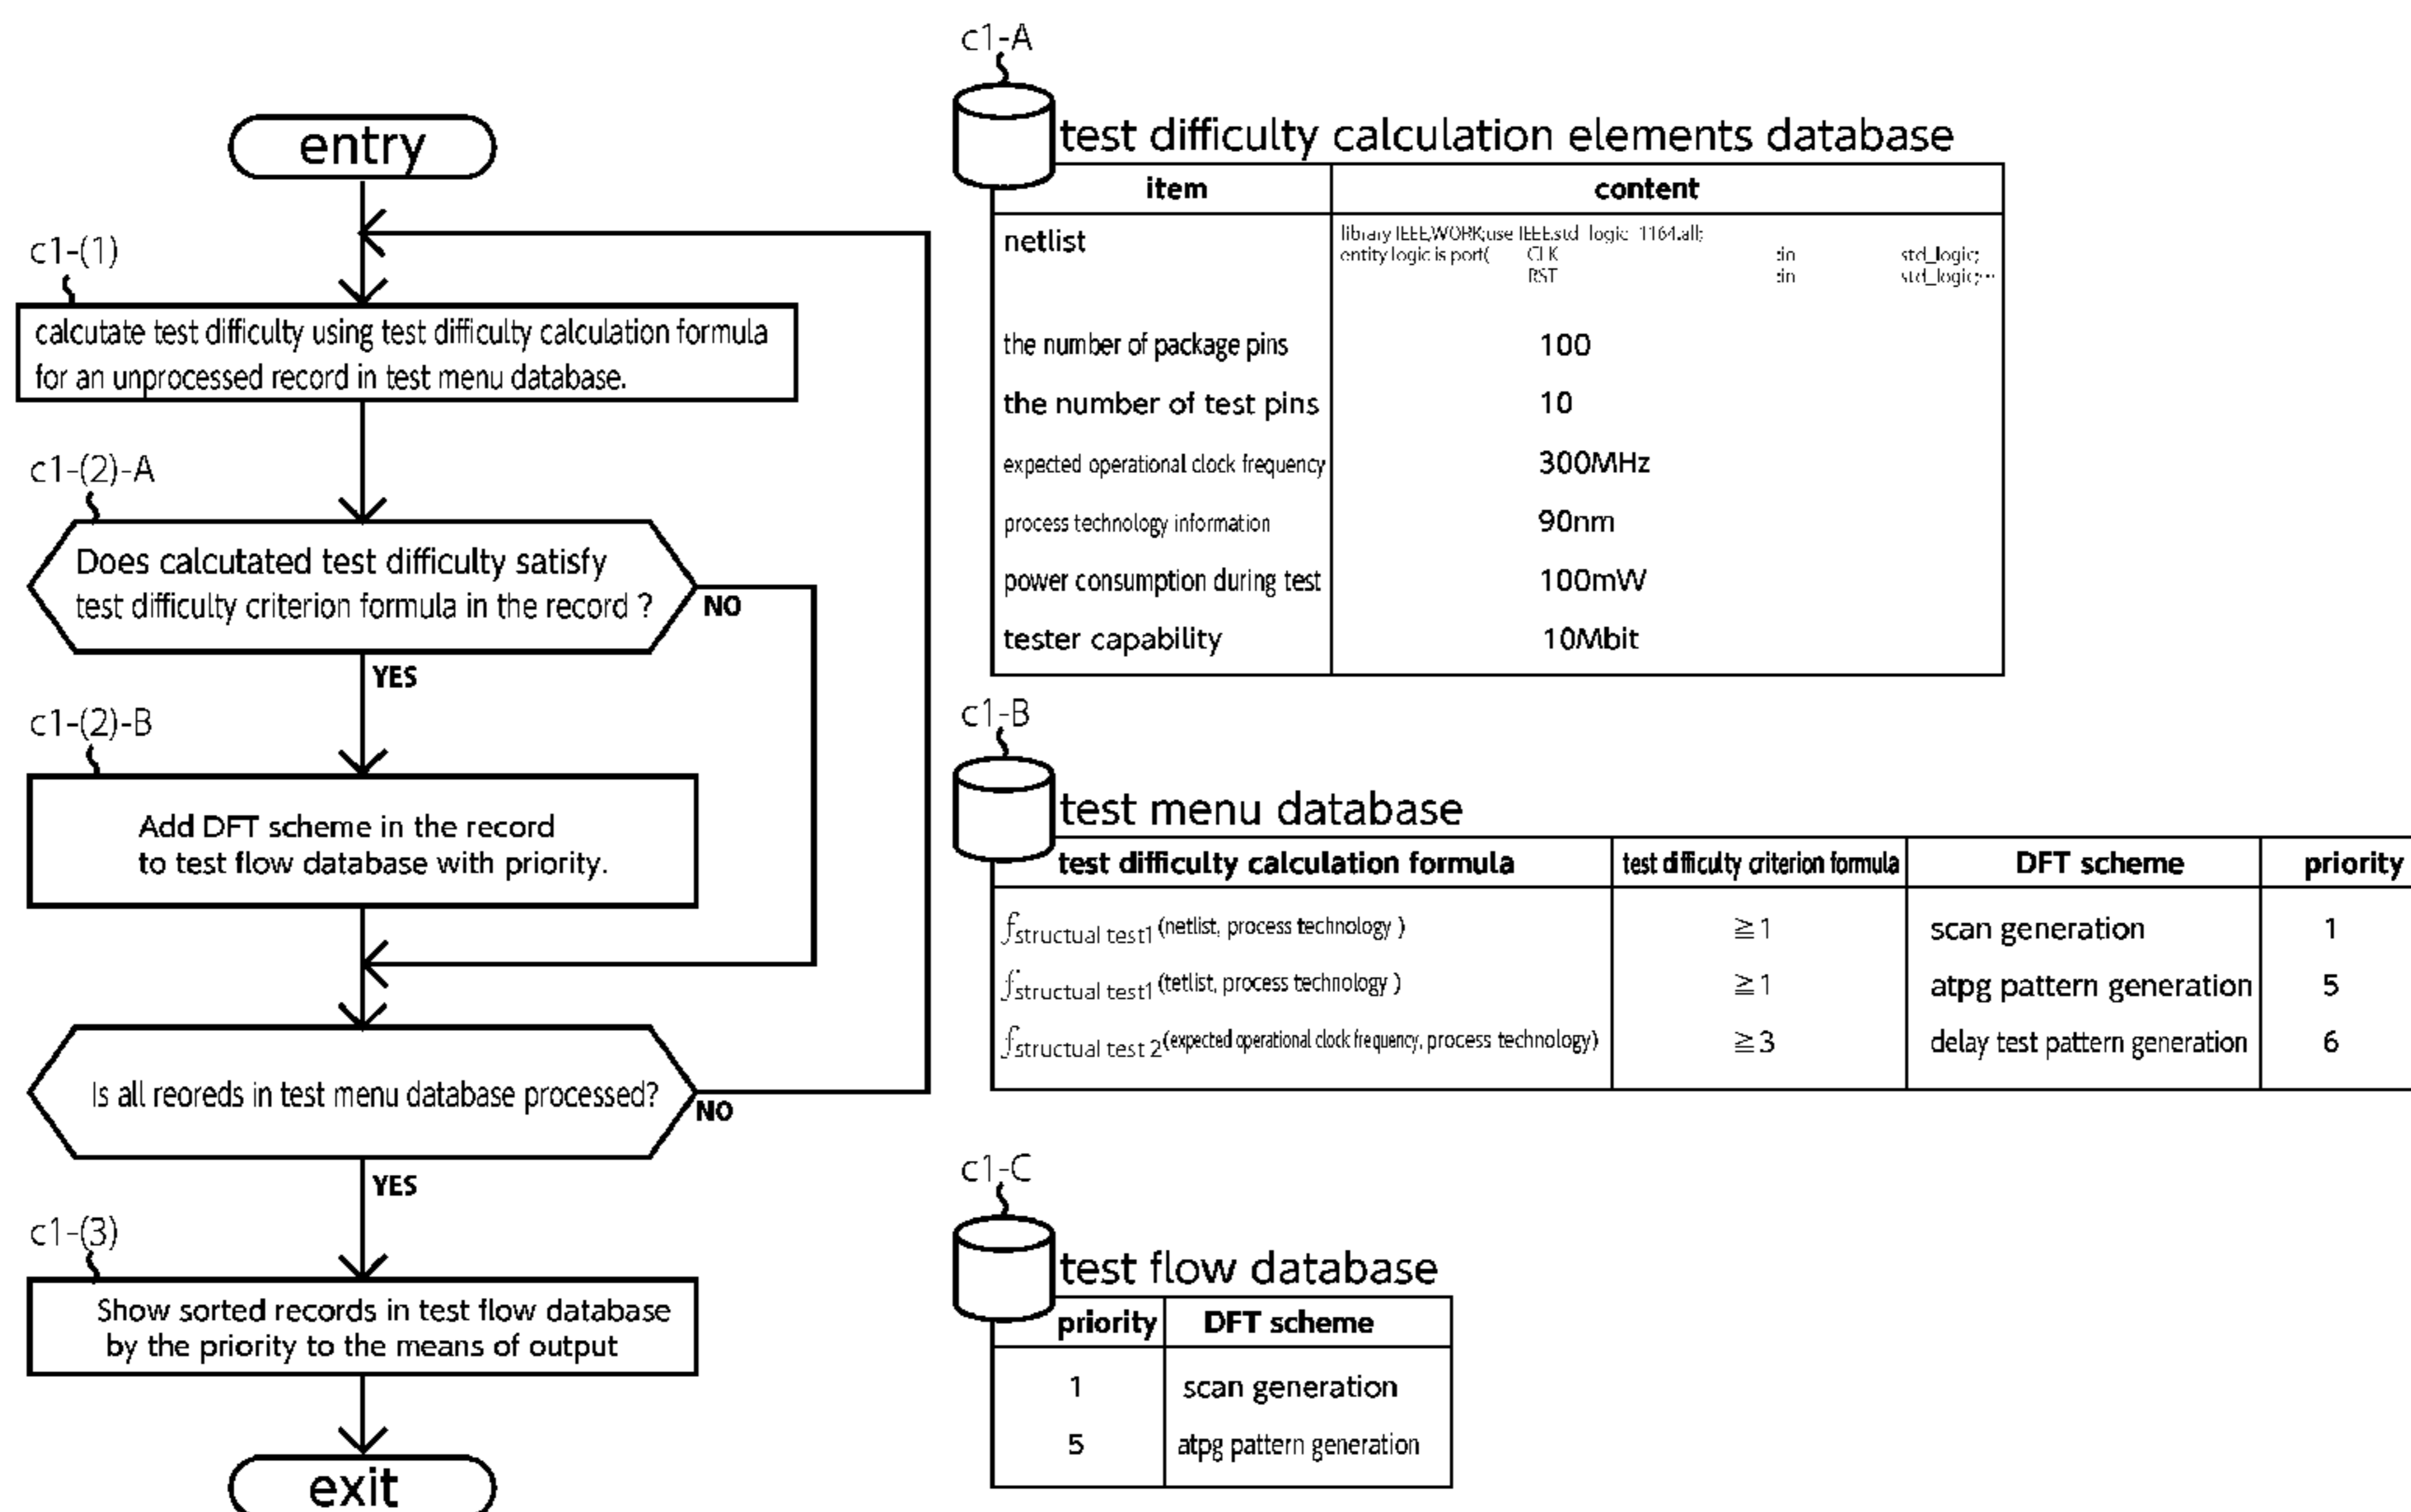 entry
c1-(1)
calcutate test difficulty using test difficulty calculation formula
for an unprocessed record in test menu database.
c1-(2)-A
Does calcutated test difficulty satisfy
test difficulty criterion formula in the record ?
NO
YES
c1-(2)-B
Add DFT scheme in the record
to test flow database with priority.
Is all reoreds in test menu database processed?
NO
YES
c1-(3)
Show sorted records in test flow database
by the priority to the means of output
exit
c1-A
test difficulty calculation elements database
item content
netlist library IEEE,WORK;use IEEE.std_logic_1164.all;
entity logic is port( CLK :in std_logic;
RST :in std_logic;···
the number of package pins 100
the number of test pins 10
expected operational clock frequency 300MHz
process technology information 90nm
power consumption during test 100mW
tester capability 10Mbit
c1-B
test menu database
test difficulty calculation formula test difficulty criterion formula DFT scheme priority
f structual test1 (netlist, process technology ) ≧1 scan generation 1
f structual test1 (tetlist, process technology ) ≧1 atpg pattern generation 5
f structual test 2 (expected operational clock frequency, process technology) ≧3 delay test pattern generation 6
c1-C
test flow database
priority DFT scheme
1 scan generation
5 atpg pattern generation